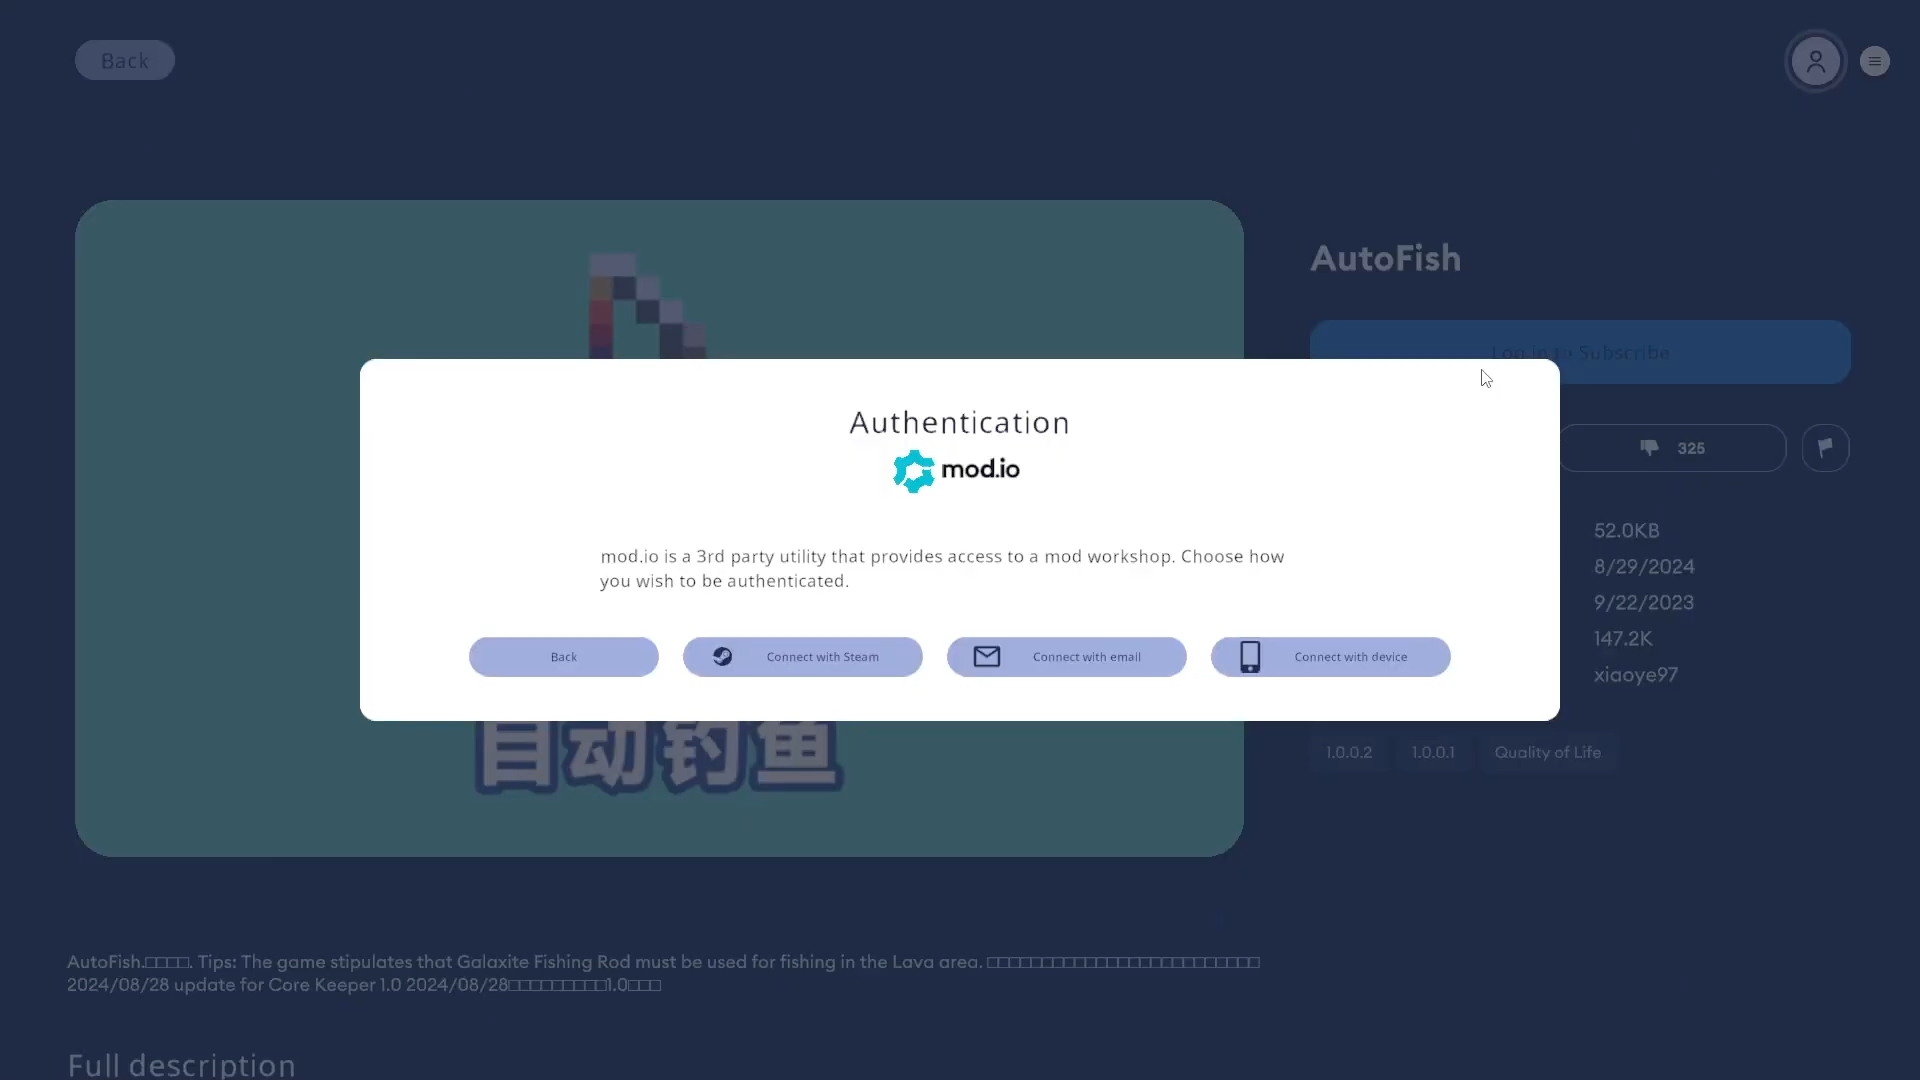 Back
AutoFish
Log in to Subscribe
Authentication
mod.io
325
mod.io is a 3rd party utility that provides access to a mod workshop. Choose how
you wish to be authenticated.
52.0KB
8/29/2024
9/22/2023
147.2K
xiaoye97
Back
Connect with Steam
Connect with email
Connect with device
自动钓鱼
1.0.0.2
1.0.0.1
Quality of Life
AutoFish.□□□□. Tips: The game stipulates that Galaxite Fishing Rod must be used for fishing in the Lava area. □□□□□□□□□□□□□□□□□□□□□□□□□
2024/08/28 update for Core Keeper 1.0 2024/08/28□□□□□□□□□1.0□□□
Full description